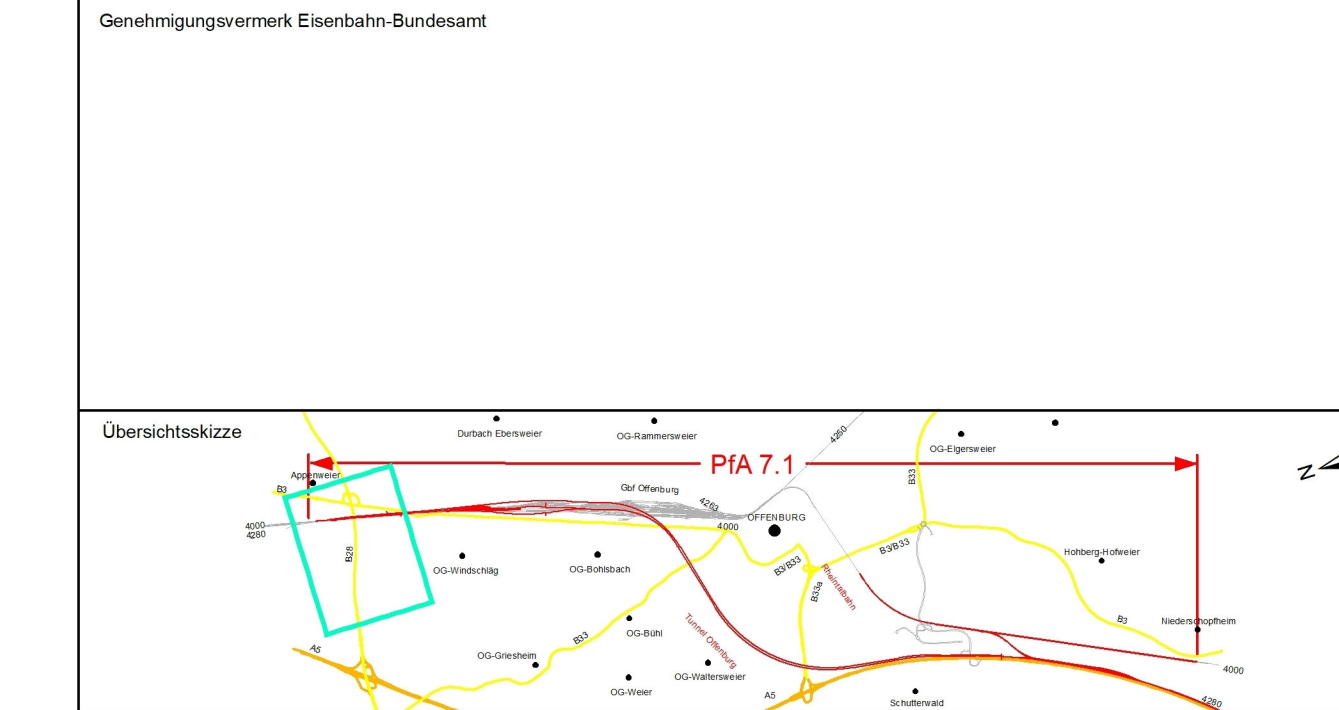 Genehmigungsvermerk Eisenbahn-Bundesamt
Übersichtsskizze
Durbach Ebersweier
OG-Rammersweier
4250
OG-Elgersweier
PfA 7.1
N
Appenweier
B3
Gbf Offenburg
4263
B33
OFFENBURG
4000
4280
4000
B28
OG-Windschläg
OG-Bohlsbach
B3/B33
B3/B33
Hohberg-Hofweier
B33a
Rheintalbahn
B3
Niederschopfheim
OG-Bühl
B33
Tunnel Offenburg
A5
OG-Griesheim
OG-Waltersweier
4000
OG-Weier
A5
Schutterwald
4280